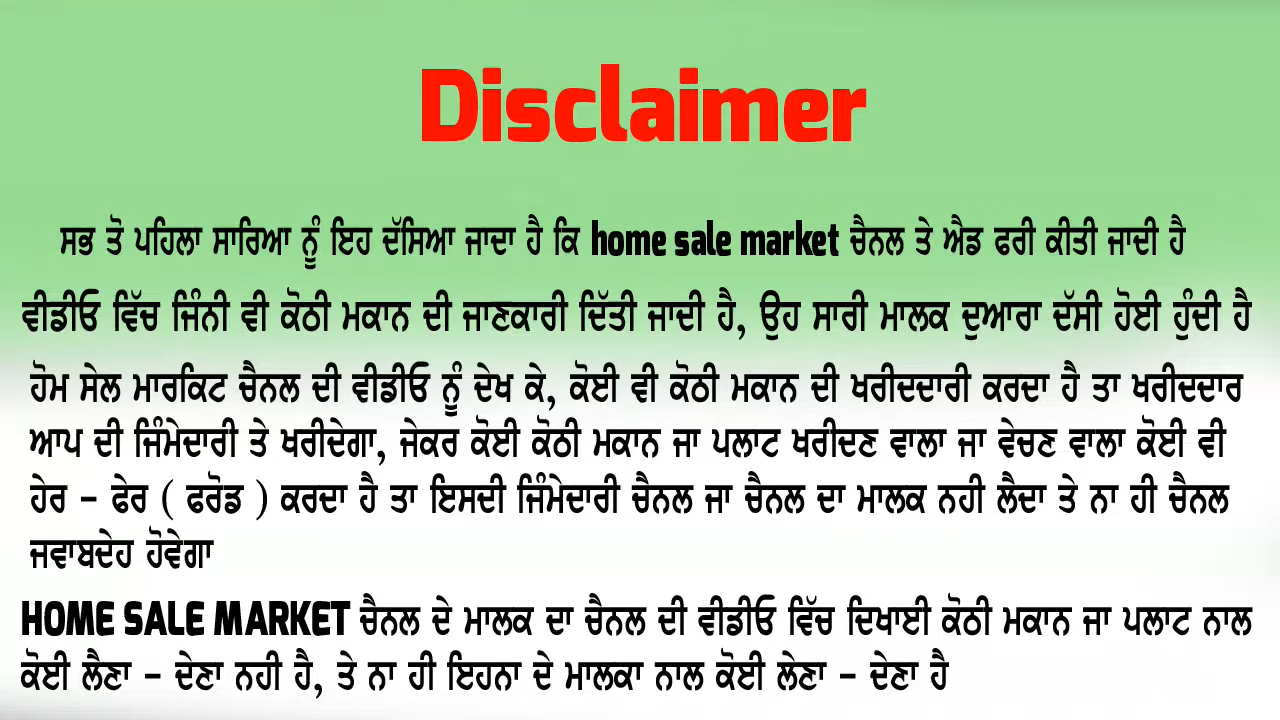 Disclaimer
ਸਭ ਤੋ ਪਹਿਲਾ ਸਾਰਿਆ ਨੂੰ ਇਹ ਦੱਸਿਆ ਜਾਦਾ ਹੈ ਕਿ home sale market ਚੈਨਲ ਤੇ ਐਡ ਫਰੀ ਕੀਤੀ ਜਾਦੀ ਹੈ
ਵੀਡੀਓ ਵਿੱਚ ਜਿੰਨੀ ਵੀ ਕੋਠੀ ਮਕਾਨ ਦੀ ਜਾਣਕਾਰੀ ਦਿੱਤੀ ਜਾਦੀ ਹੈ, ਉਹ ਸਾਰੀ ਮਾਲਕ ਦੁਆਰਾ ਦੱਸੀ ਹੋਈ ਹੁੰਦੀ ਹੈ
ਹੋਮ ਸੇਲ ਮਾਰਕਿਟ ਚੈਨਲ ਦੀ ਵੀਡੀਓ ਨੂੰ ਦੇਖ ਕੇ, ਕੋਈ ਵੀ ਕੋਠੀ ਮਕਾਨ ਦੀ ਖਰੀਦਦਾਰੀ ਕਰਦਾ ਹੈ ਤਾ ਖਰੀਦਦਾਰ
ਆਪ ਦੀ ਜਿੰਮੇਦਾਰੀ ਤੇ ਖਰੀਦੇਗਾ, ਜੇਕਰ ਕੋਈ ਕੋਠੀ ਮਕਾਨ ਜਾ ਪਲਾਟ ਖਰੀਦਣ ਵਾਲਾ ਜਾ ਵੇਚਣ ਵਾਲਾ ਕੋਈ ਵੀ
ਹੇਰ - ਫੇਰ ( ਫਰੋਡ ) ਕਰਦਾ ਹੈ ਤਾ ਇਸਦੀ ਜਿੰਮੇਦਾਰੀ ਚੈਨਲ ਜਾ ਚੈਨਲ ਦਾ ਮਾਲਕ ਨਹੀ ਲੈਦਾ ਤੇ ਨਾ ਹੀ ਚੈਨਲ
ਜਵਾਬਦੇਹ ਹੋਵੇਗਾ
HOME SALE MARKET ਚੈਨਲ ਦੇ ਮਾਲਕ ਦਾ ਚੈਨਲ ਦੀ ਵੀਡੀਓ ਵਿੱਚ ਦਿਖਾਈ ਕੋਠੀ ਮਕਾਨ ਜਾ ਪਲਾਟ ਨਾਲ
ਕੋਈ ਲੈਣਾ - ਦੇਣਾ ਨਹੀ ਹੈ, ਤੇ ਨਾ ਹੀ ਇਹਨਾ ਦੇ ਮਾਲਕਾ ਨਾਲ ਕੋਈ ਲੇਣਾ - ਦੇਣਾ ਹੈ